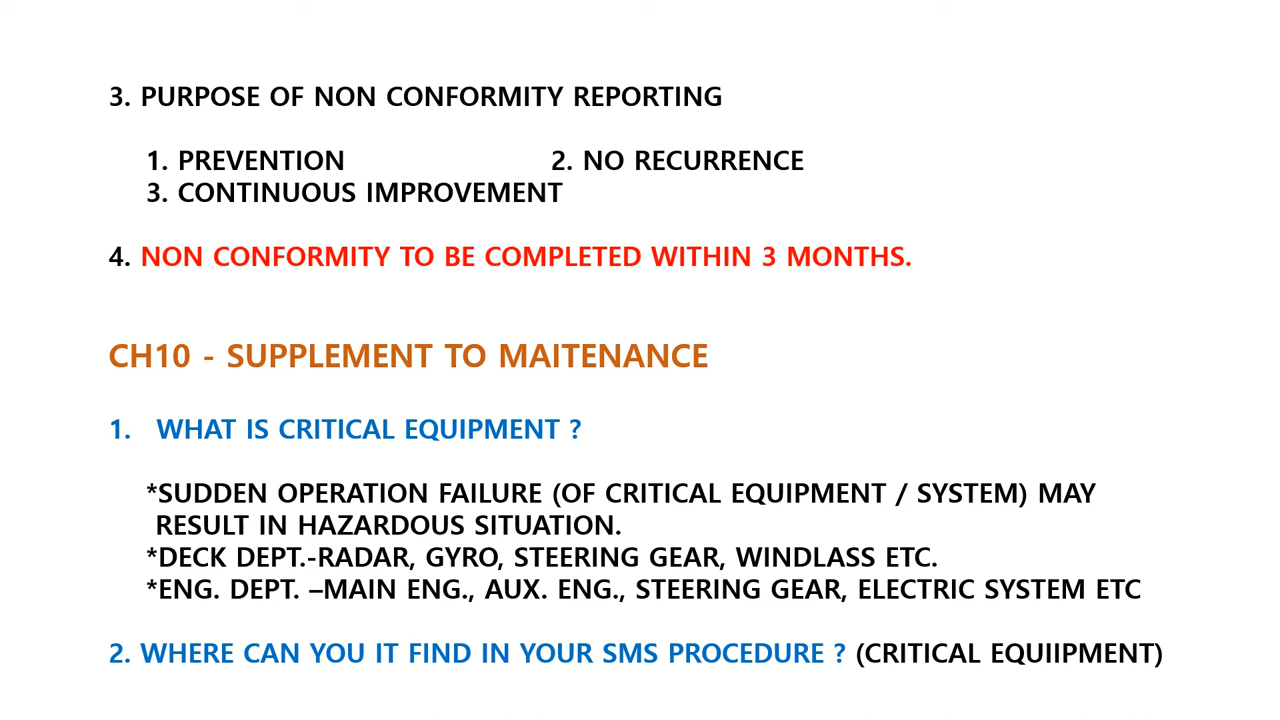 3. PURPOSE OF NON CONFORMITY REPORTING
1. PREVENTION 2. NO RECURRENCE
3. CONTINUOUS IMPROVEMENT
4. NON CONFORMITY TO BE COMPLETED WITHIN 3 MONTHS.
CH10 - SUPPLEMENT TO MAITENANCE
1. WHAT IS CRITICAL EQUIPMENT ?
*SUDDEN OPERATION FAILURE (OF CRITICAL EQUIPMENT / SYSTEM) MAY
RESULT IN HAZARDOUS SITUATION.
*DECK DEPT.-RADAR, GYRO, STEERING GEAR, WINDLASS ETC.
*ENG. DEPT. –MAIN ENG., AUX. ENG., STEERING GEAR, ELECTRIC SYSTEM ETC
2. WHERE CAN YOU IT FIND IN YOUR SMS PROCEDURE ? (CRITICAL EQUIIPMENT)